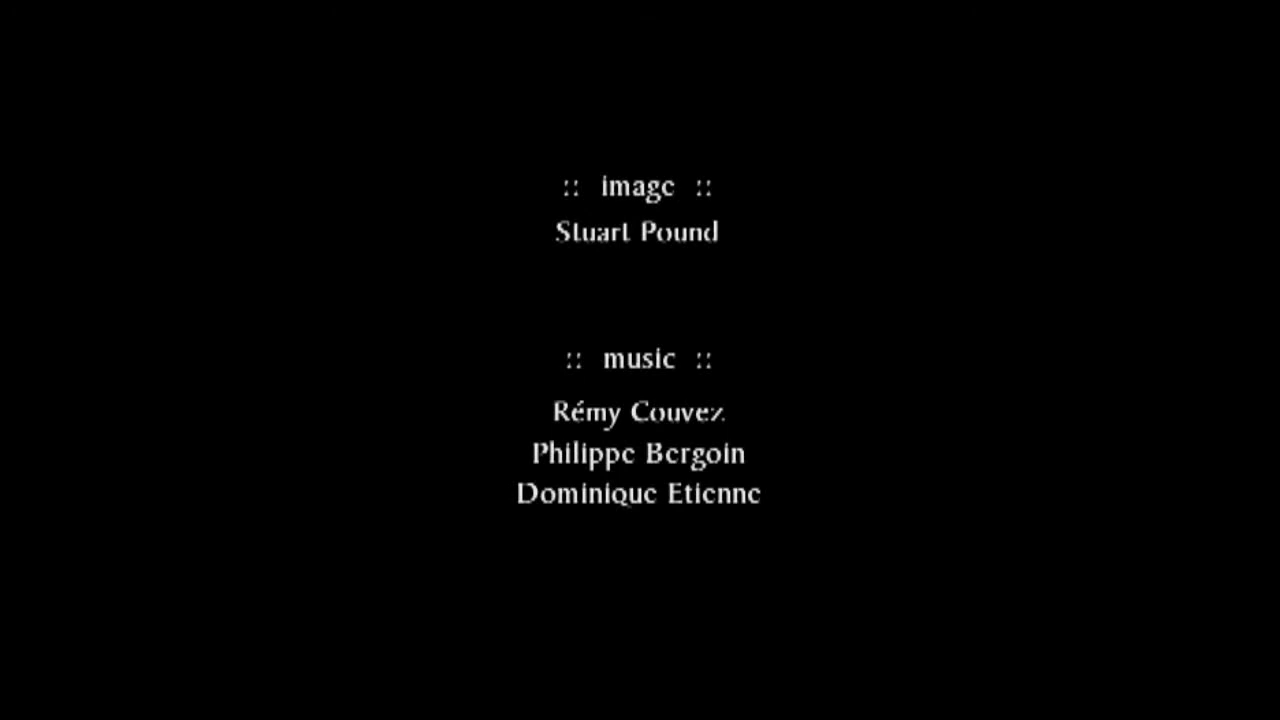 :: image ::
Stuart Pound
:: music ::
Rémy Couvez
Philippe Bergoin
Dominique Etienne